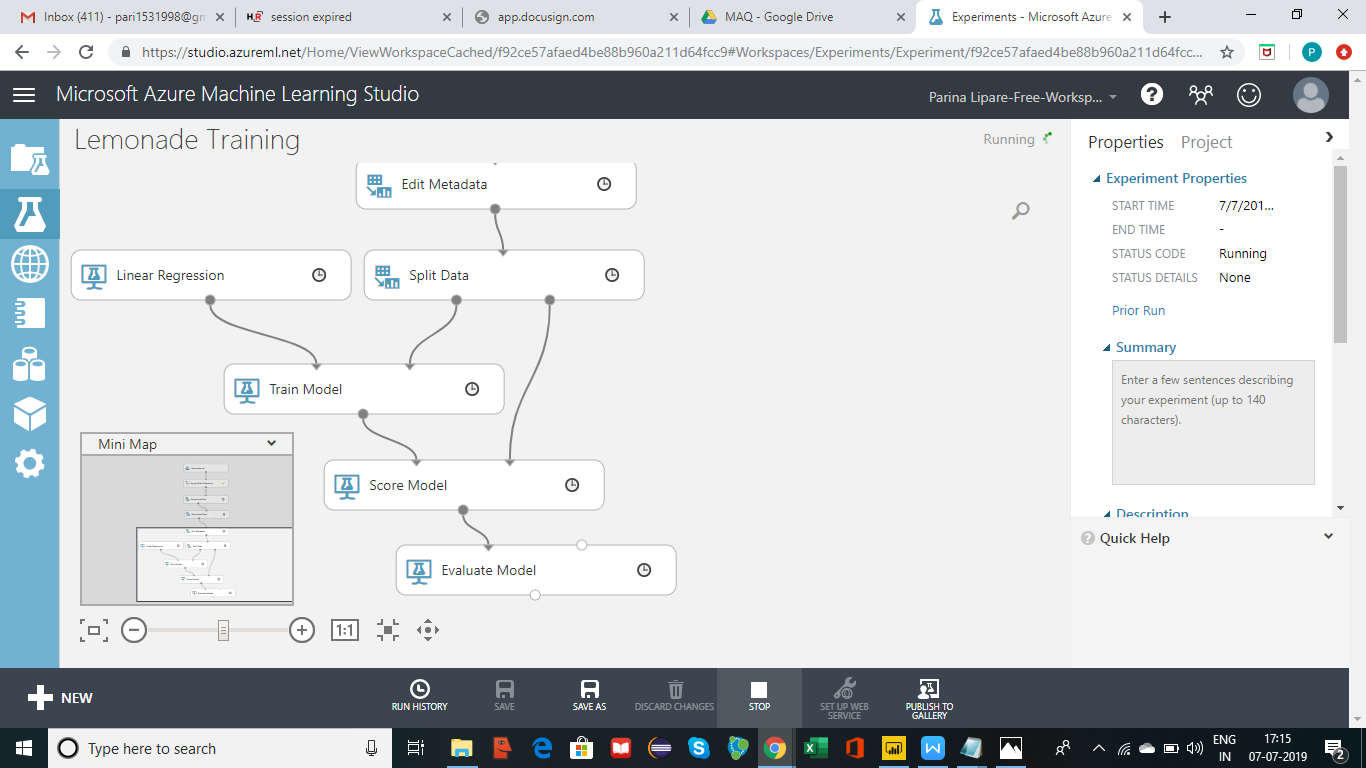 Inbox (411) - pari1531998@gm
session expired
app.docusign.com
MAQ - Google Drive
Experiments - Microsoft Azure
https://studio.azureml.net/Home/ViewWorkspaceCached/f92ce57afaed4be88b960a211d64fcc9#Workspaces/Experiments/Experiment/f92ce57afaed4be88b960a211d64fcc...
P
Microsoft Azure Machine Learning Studio
Parina Lipare-Free-Worksp...
Lemonade Training
Running
Properties
Project
Edit Metadata
Linear Regression
Split Data
Train Model
Score Model
Evaluate Model
Mini Map
1:1
Experiment Properties
START TIME 7/7/201...
END TIME -
STATUS CODE Running
STATUS DETAILS None
Prior Run
Summary
Enter a few sentences describing
your experiment (up to 140
characters).
Description
Quick Help
NEW
RUN HISTORY
SAVE
SAVE AS
DISCARD CHANGES
STOP
SET UP WEB
SERVICE
PUBLISH TO
GALLERY
Type here to search
ENG
IN
17:15
07-07-2019
2